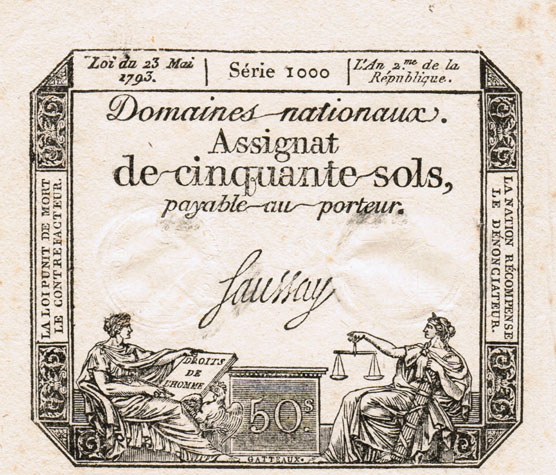 Loi du 23 Mai
1793.
Série 1000
L'An 2.me de la
République.
Domaines nationaux.
Assignat
de cinquante sols,
payable au porteur.
LA LOI PUNIT DE MORT
LE CONTREFACTEUR.
LA NATION RÉCOMPENSE
LE DÉNONCIATEUR.
Saussay
DROITS
DE
L'HOMME
50.s
GATTEAUX.